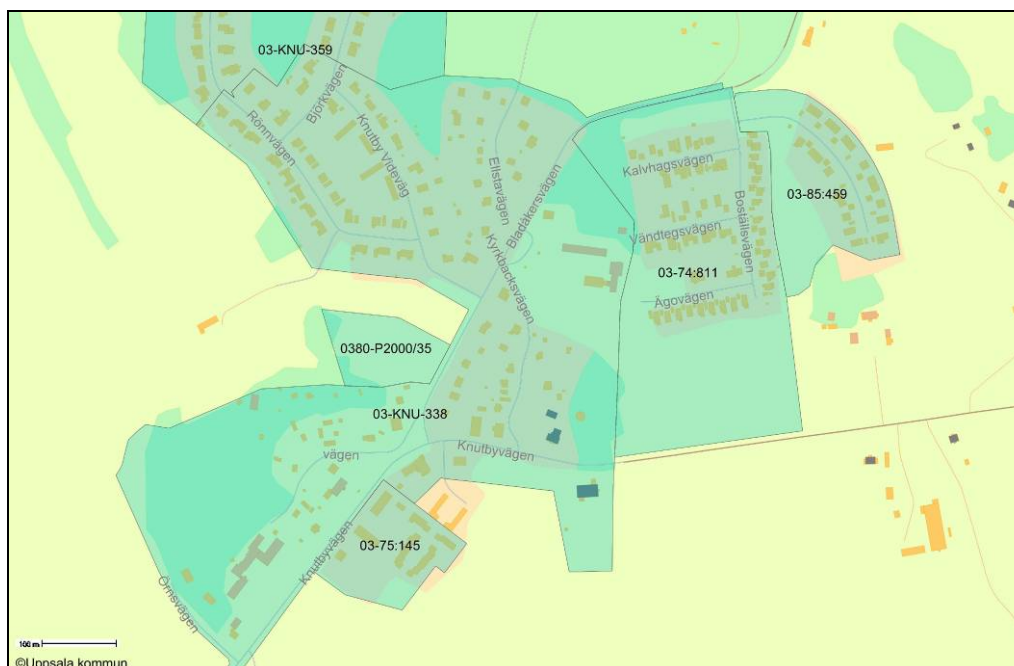 03-KNU-359
Björkvägen
Rönnvägen
Knutby Videväg
Ellstavägen
Bladåkersvägen
Kalvhagsvägen
Boställsvägen
03-85:459
Vändtegsvägen
Kyrkbacksvägen
03-74:811
Ägovägen
0380-P2000/35
03-KNU-338
vägen
Knutbyvägen
Knutbyvägen
03-75:145
Örnsvägen
100 m
©Uppsala kommun